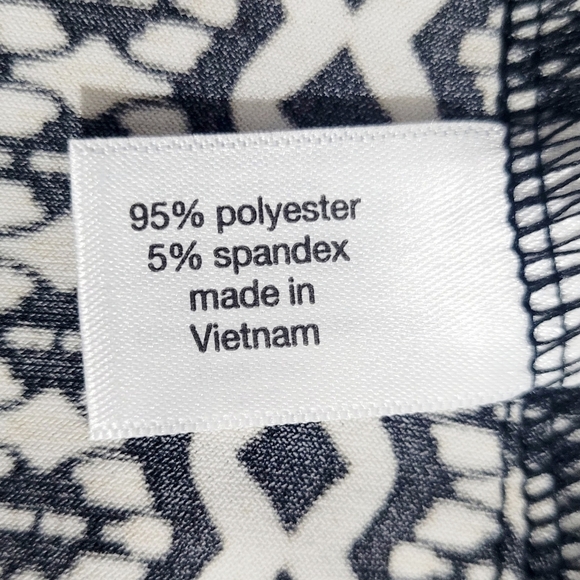 95% polyester
5% spandex
made in
Vietnam